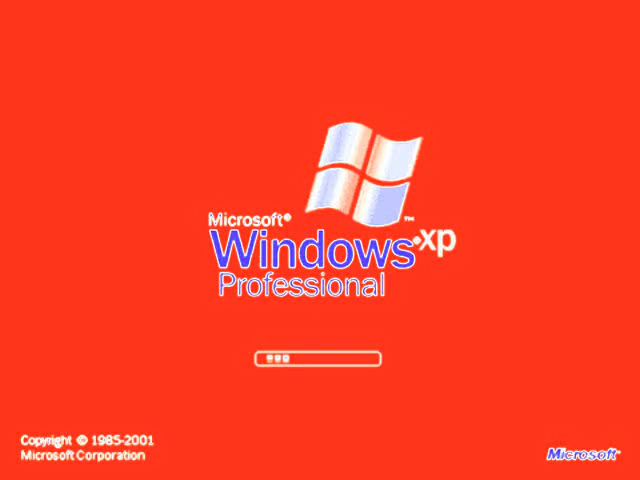 Microsoft®
Windows xp
Professional
Copyright © 1985-2001
Microsoft Corporation
Microsoft